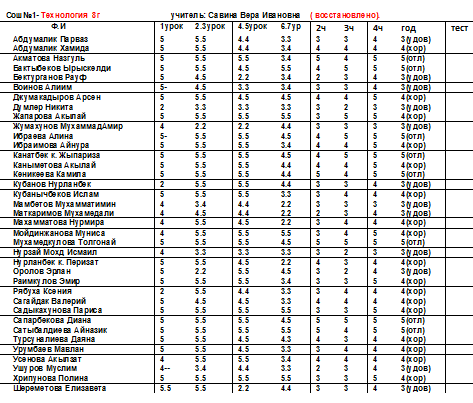 Сош№1- Технология 8г учитель: Савина Вера Ивановна ( восстановлено).
Ф.И 1урок 2.3урок 4.5урок 6.7ур 2ч 3ч 4ч год тест
Абдумалик Парваз 5 5.5 4.4 3.3 3 3 3 3(удов)
Абдумалик Хамида 5 5.5 5.5 3.4 4 4 4 4(хор)
Акматова Назгуль 5 5.5 5.5 3.4 5 4 5 5(отл)
Бактыбеков Ырыскелди 5 5.5 4.5 5.5 4 5 5 5(отл)
Бектурганов Рауф 5 4.5 2.2 3.4 2 3 3 3(удов)
Воинов Алиим 5- 4.5 3.3 3.4 3 3 4 3(удов)
Джумакадыров Арсен 5 5.5 4.5 4.5 4 4 5 4(хор)
Думлер Никита 2 3.3 3.3 3.3 3 2 3 3(удов)
Жапарова Акылай 5 5.5 5.5 5.5 3 4 5 4(хор)
Жумахунов МухаммадАмир 4 2.2 2.2 4.4 3 3 3 3(удов)
Ибраева Алина 5- 5.5 5.5 4.5 4 5 5 5(отл)
Ибраимова Айнура 5 5.5 5.5 3.4 4 4 5 4(хор)
Канатбек к. Жыпариза 5 5.5 5.5 4.5 4 5 5 5(отл)
Каныметова Акылай 5 5.5 5.5 4.4 5 5 5 5(отл)
Кеникеева Камила 5 5.5 5.5 4.4 5 4 5 5(отл)
Кубанов Нурланбек 2 5.5 5.5 4.4 3 3 4 3(удов)
Кубанычбеков Ислам 5 5.5 5.5 3.3 3 4 4 4(хор)
Мамбетов Мухамматимин 4 3.4 4.4 2.2 3 3 3 3(удов)
Маткаримов Мухамедали 4 4.5 4.4 2.2 2 3 4 3(удов)
Махамматова Нурмира 4 5.5 4.5 2.2 3 4 4 4(хор)
Мойдинжанова Муниса 4 5.5 5.5 3.4 4 5 4 4(хор)
Мухамедкулова Толгонай 5 5.5 5.5 4.5 5 5 5 5(отл)
Нурзай Мохд Исмаил 4 3.3 3.3 3.3 3 2 3 3(удов)
Нурланбек к. Перизат 5 5.5 4.5 2.2 4 3 4 4(хор)
Оролов Эрлан 5 2.2 5.5 4.5 3 2 4 3(удов)
Раимкулов Эмир 5 5.5 5.5 3.4 3 4 4 4(хор)
Рябуха Ксения 2 5.5 4.4 3.3 3 3 4 3(удов)
Сагайдак Валерий 5 4.5 4.5 3.3 4 3 4 4(хор)
Садыкахунова Париса 5 5.5 5.5 5.5 3 4 5 4(хор)
Сапарбекова Диана 5 5.5 5.5 4.5 5 5 5 5(отл)
Сатыбалдиева Айназик 5 5.5 5.5 5.5 4 5 5 5(отл)
Турсуналиева Даяна 5 5.5 4.5 4.3 4 3 4 4(хор)
Урумбаев Мавлан 5 5.5 4.5 3.3 3 4 4 4(хор)
Усенова Акылзат 4 5.5 5.5 3.4 4 4 4 4(хор)
Ушуров Муслим 4-- 3.4 4.4 3.3 2 3 4 3(удов)
Хрипунова Полина 5 5.5 5.5 5.5 3 3 5 4(хор)
Шереметова Елизавета 5.5 5.5 2.2 4.4 3 3 4 3(удов)